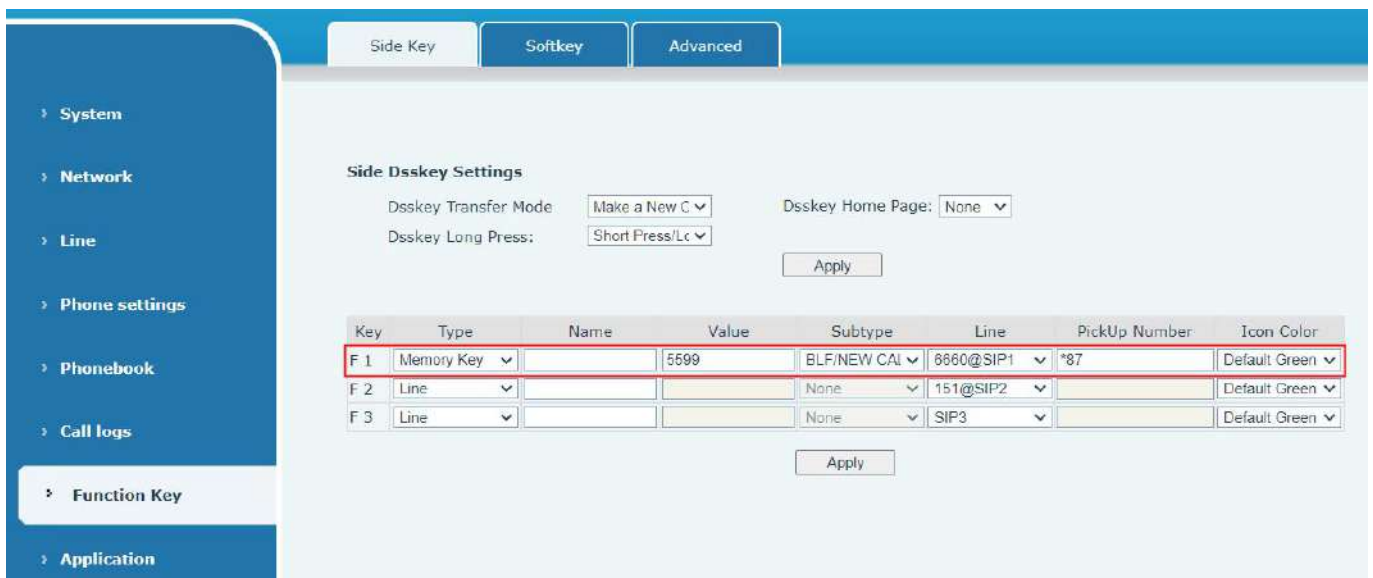 Side Key Softkey Advanced
System
Network
Line
Phone settings
Phonebook
Call logs
Function Key
Application
Side Dsskey Settings
Dsskey Transfer Mode Make a New C Dsskey Home Page: None
Dsskey Long Press: Short Press/Lc
Apply
Key Type Name Value Subtype Line PickUp Number Icon Color
F 1 Memory Key 5599 BLF/NEW CAL 6660@SIP1 *87 Default Green
F 2 Line None 151@SIP2 Default Green
F 3 Line None SIP3 Default Green
Apply